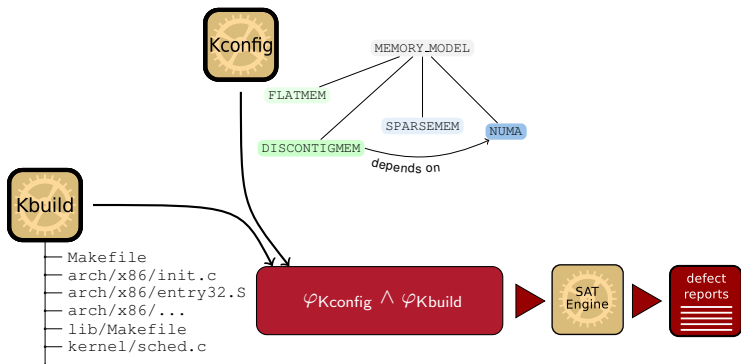 Kconfig
MEMORY_MODEL
FLATMEM
SPARSEMEM
NUMA
DISCONTIGMEM
depends on
Kbuild
Makefile
arch/x86/init.c
arch/x86/entry32.S
arch/x86/...
lib/Makefile
kernel/sched.c
φKconfig ∧ φKbuild
SAT
Engine
defect
reports